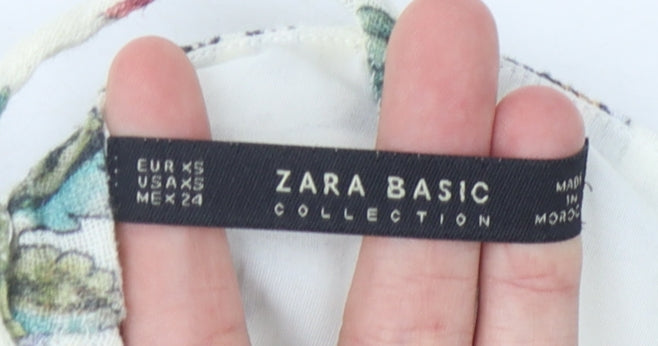 EUR XS
USA XS
MEX 24
ZARA BASIC
COLLECTION
MADE
IN
MOROC